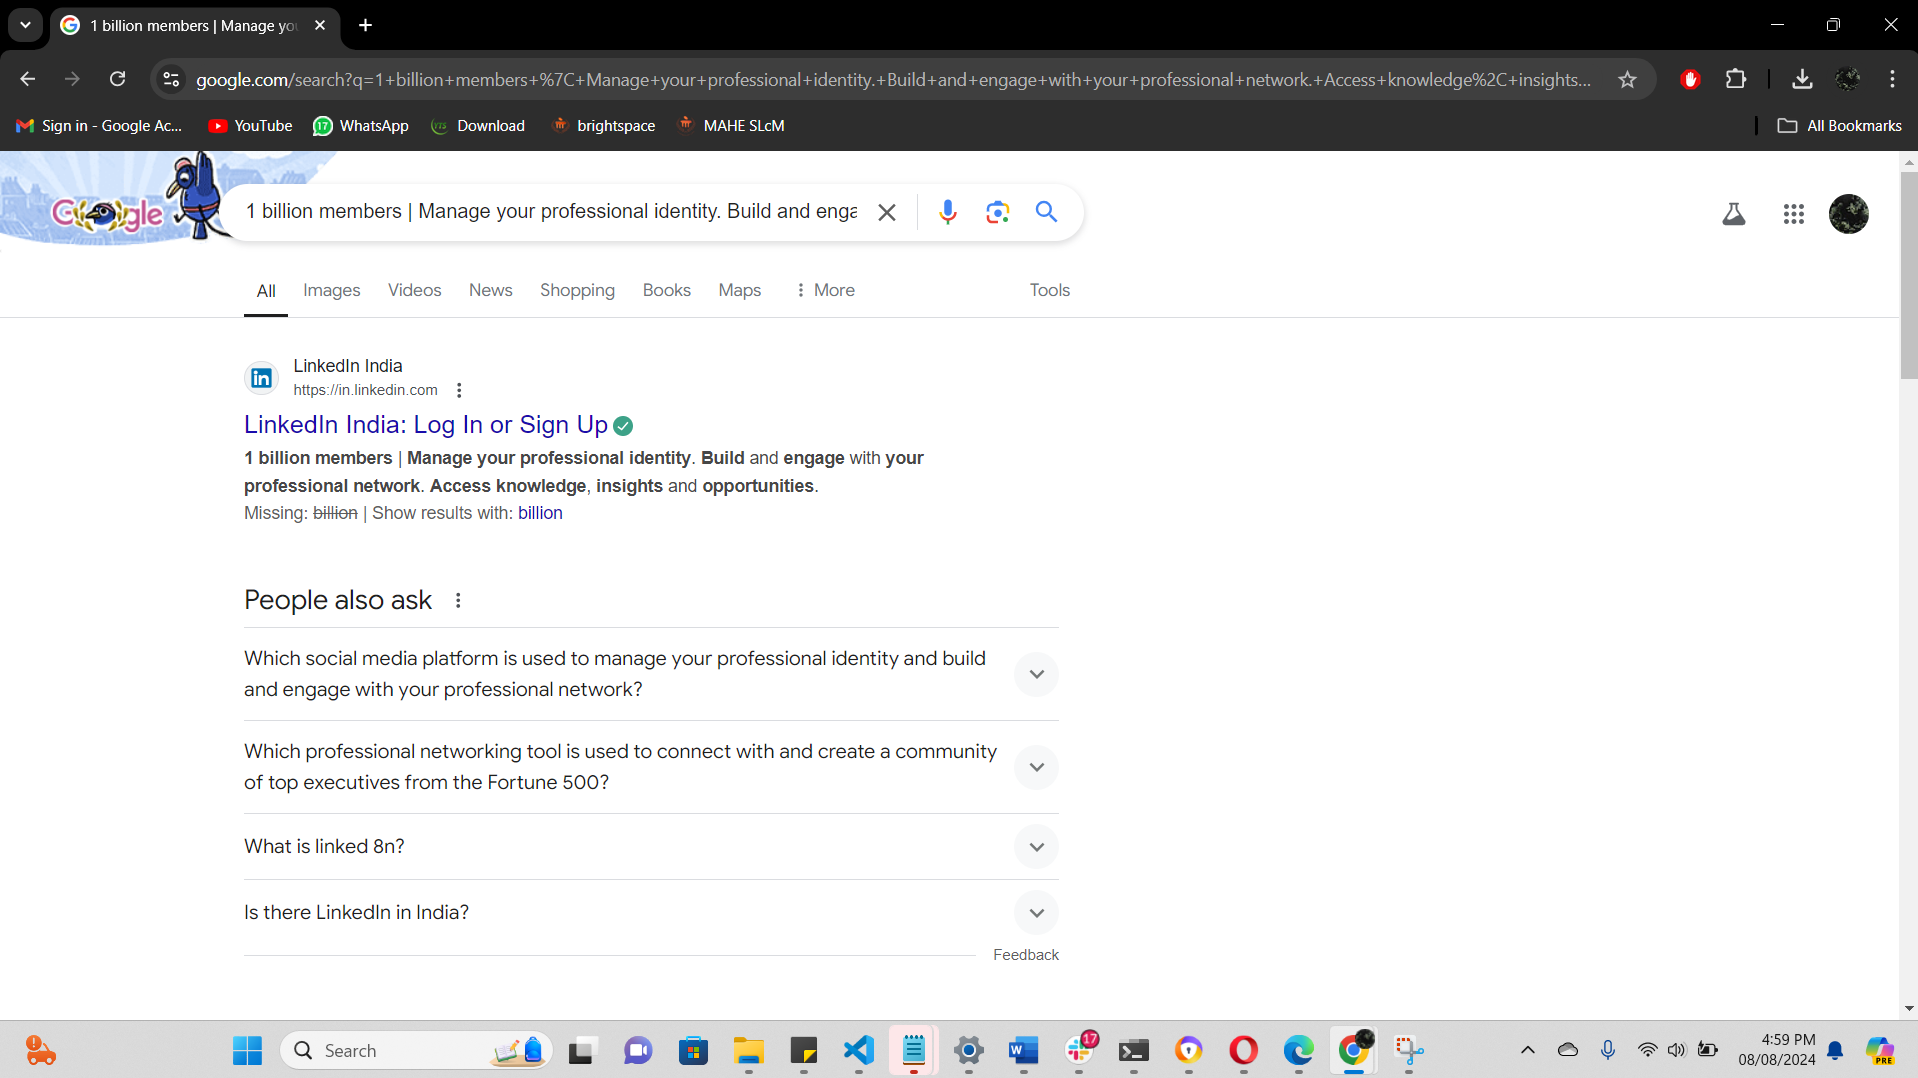 1 billion members | Manage you
google.com/search?q=1+billion+members+%7C+Manage+your+professional+identity.+Build+and+engage+with+your+professional+network.+Access+knowledge%2C+insights...
Sign in - Google Ac...
YouTube
17
WhatsApp
YTS
Download
brightspace
MAHE SLcM
All Bookmarks
Google
1 billion members | Manage your professional identity. Build and enga
All
Images
Videos
News
Shopping
Books
Maps
More
Tools
in
LinkedIn India
https://in.linkedin.com
LinkedIn India: Log In or Sign Up
1 billion members | Manage your professional identity. Build and engage with your
professional network. Access knowledge, insights and opportunities.
Missing: billion | Show results with: billion
People also ask
Which social media platform is used to manage your professional identity and build
and engage with your professional network?
Which professional networking tool is used to connect with and create a community
of top executives from the Fortune 500?
What is linked 8n?
Is there LinkedIn in India?
Feedback
Search
W
17
4:59 PM
08/08/2024
PRE